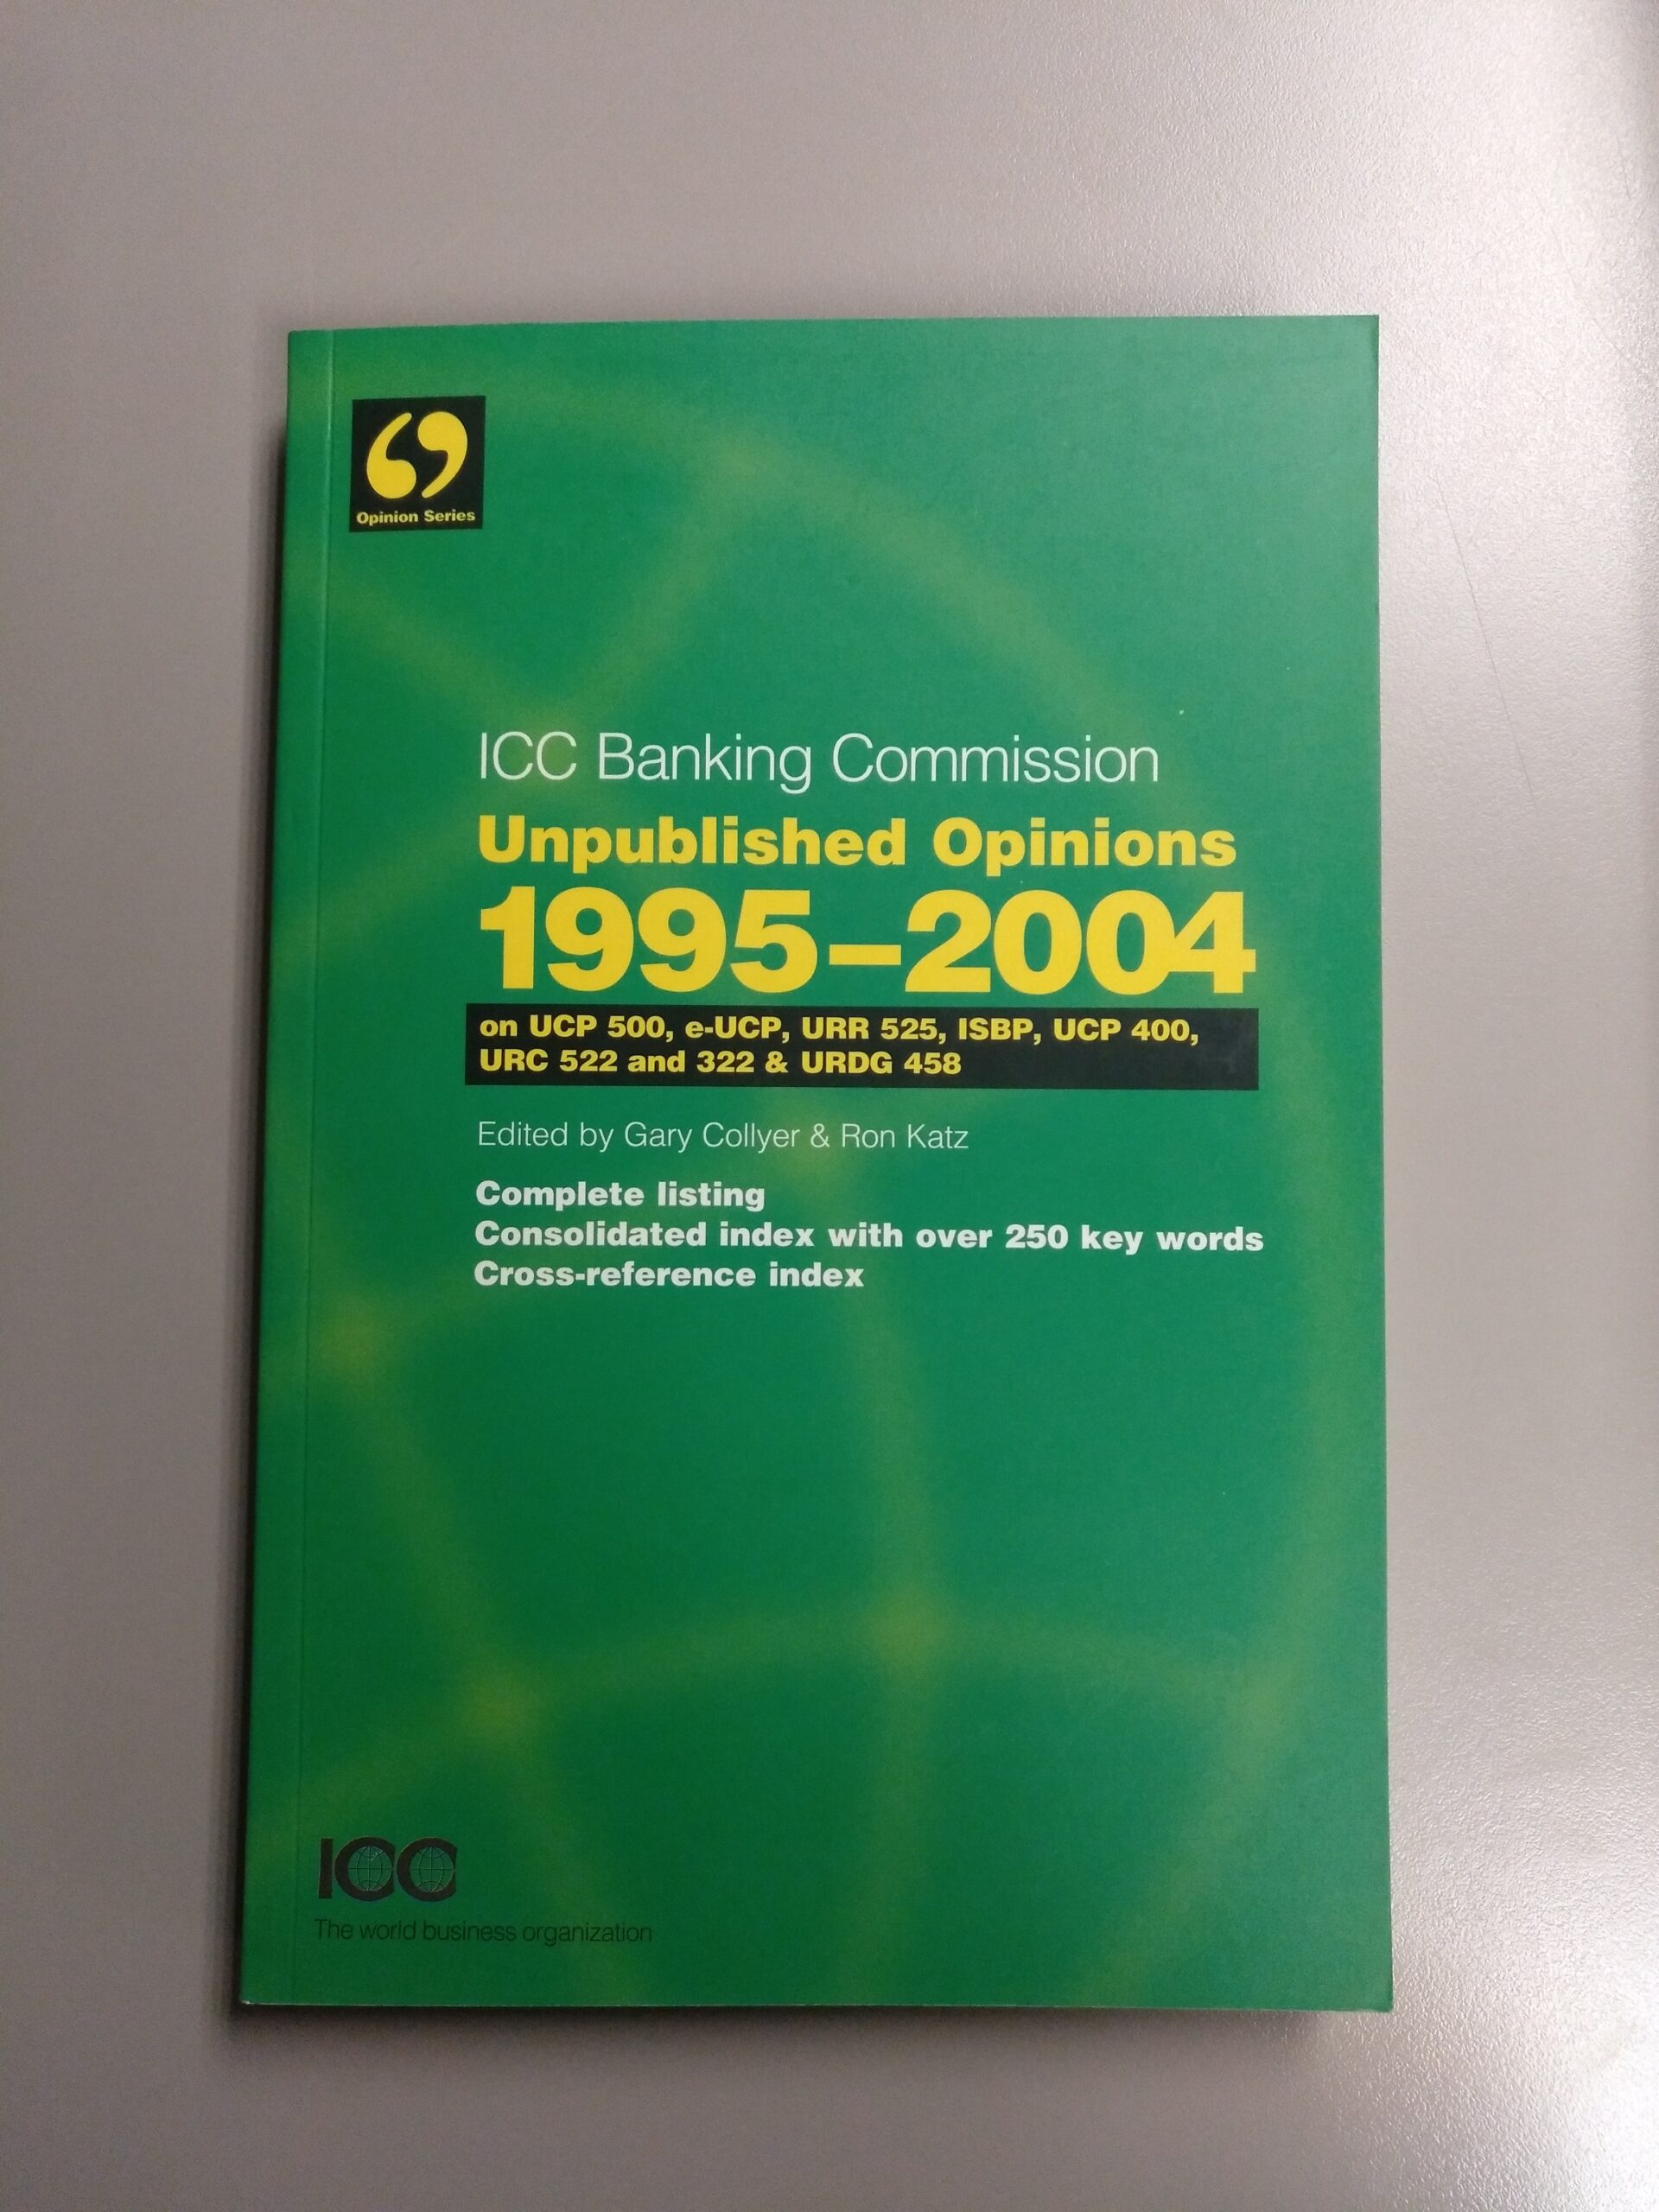 Opinion Series
ICC Banking Commission
Unpublished Opinions
1995–2004
on UCP 500, e-UCP, URR 525, ISBP, UCP 400,
URC 522 and 322 & URDG 458
Edited by Gary Collyer & Ron Katz
Complete listing
Consolidated index with over 250 key words
Cross-reference index
ICC
The world business organization